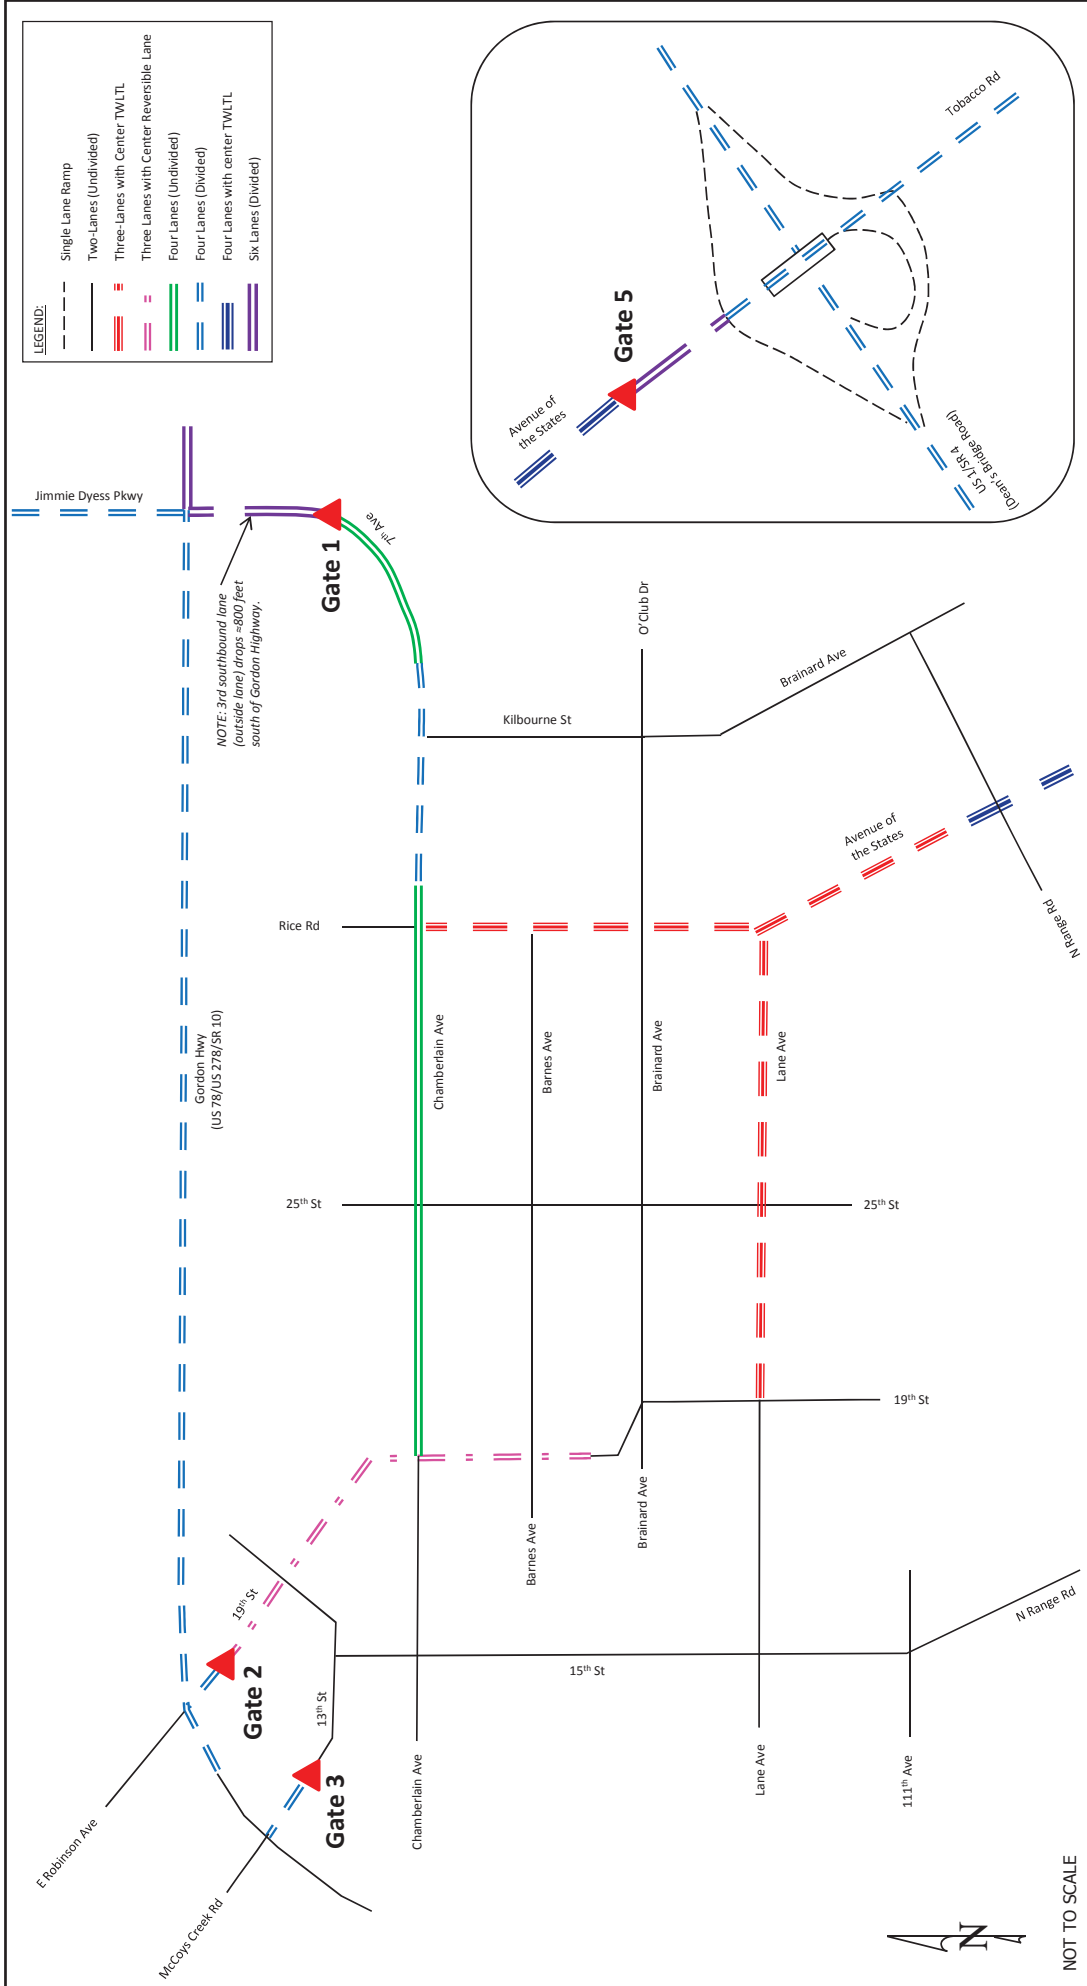 LEGEND:
Single Lane Ramp
Two-Lanes (Undivided)
Three-Lanes with Center TWLTL
Three Lanes with Center Reversible Lane
Four Lanes (Undivided)
Four Lanes (Divided)
Four Lanes with center TWLTL
Six Lanes (Divided)
Jimmie Dyess Pkwy
NOTE: 3rd southbound lane
(outside lane) drops ≈800 feet
south of Gordon Highway.
Gate 1
7th Ave
Gate 5
Avenue of
the States
Tobacco Rd
US 1/SR 4
(Dean's Bridge Road)
Kilbourne St
O'Club Dr
Brainard Ave
Avenue of
the States
N Range Rd
Rice Rd
Gordon Hwy
(US 78/US 278/SR 10)
Chamberlain Ave
Barnes Ave
Brainard Ave
Lane Ave
25th St
25th St
19th St
19th St
Gate 2
13th St
Gate 3
15th St
Barnes Ave
Brainard Ave
N Range Rd
E Robinson Ave
McCoys Creek Rd
Chamberlain Ave
Lane Ave
111th Ave
N
NOT TO SCALE